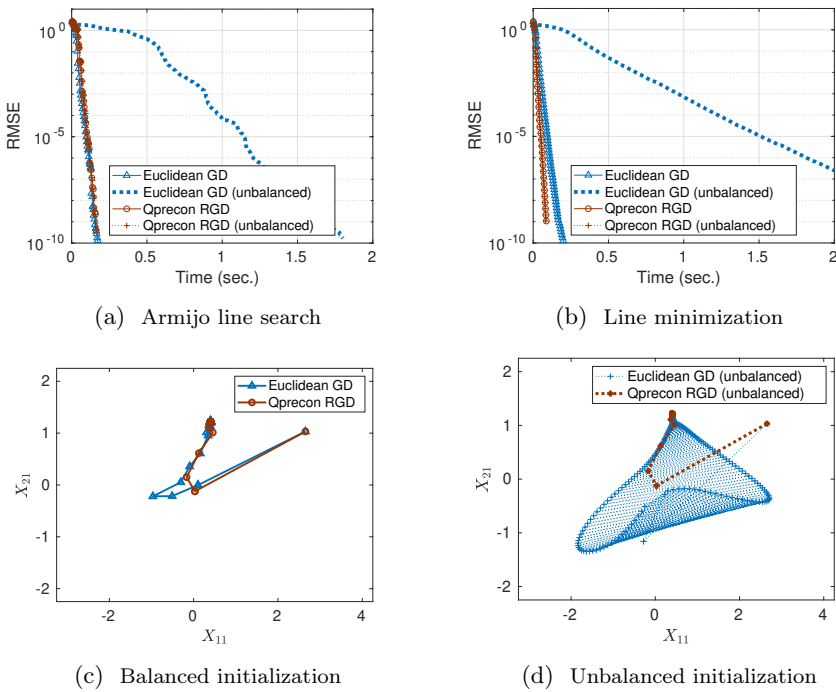 10^0
10^-5
10^-10
RMSE
0
0.5
1
1.5
2
Time (sec.)
Euclidean GD
Euclidean GD (unbalanced)
Qprecon RGD
Qprecon RGD (unbalanced)
(a) Armijo line search
10^0
10^-5
10^-10
RMSE
0
0.5
1
1.5
2
Time (sec.)
Euclidean GD
Euclidean GD (unbalanced)
Qprecon RGD
Qprecon RGD (unbalanced)
(b) Line minimization
2
1
0
-1
-2
X_21
-2
0
2
4
X_11
Euclidean GD
Qprecon RGD
(c) Balanced initialization
2
1
0
-1
-2
X_21
-2
0
2
4
X_11
Euclidean GD (unbalanced)
Qprecon RGD (unbalanced)
(d) Unbalanced initialization